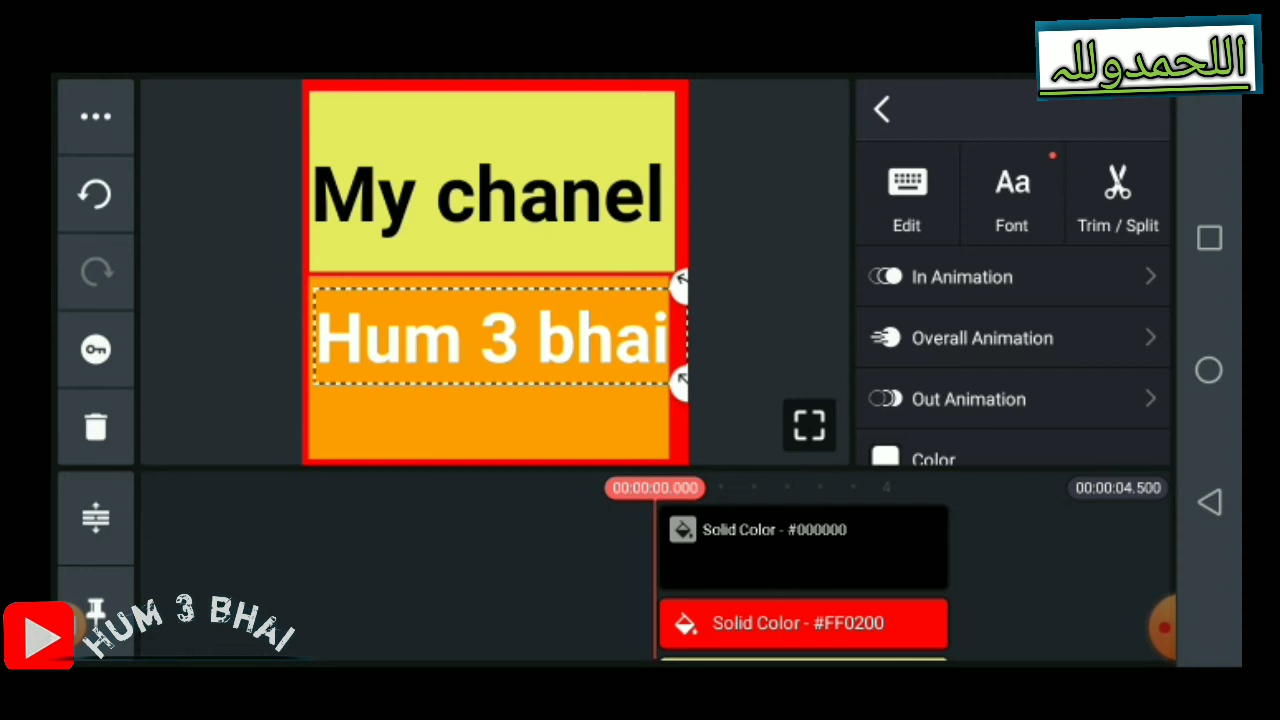 اللحمدوللہ
My chanel
Hum 3 bhai
Edit
Aa
Font
Trim / Split
In Animation
Overall Animation
Out Animation
Color
00:00:00.000
4
00:00:04.500
Solid Color - #000000
Solid Color - #FF0200
HUM 3 BHAI